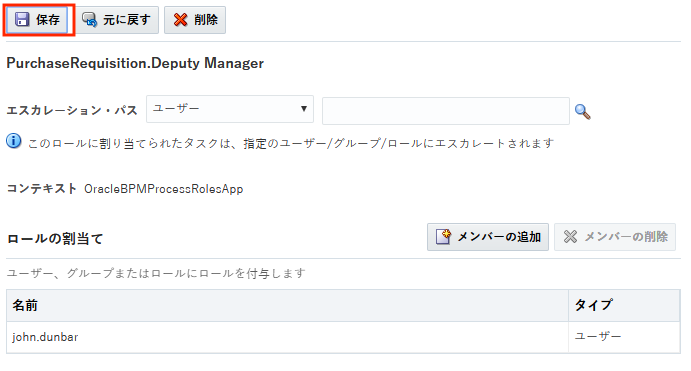 保存 元に戻す 削除
PurchaseRequisition.Deputy Manager
エスカレーション・パス ユーザー
このロールに割り当てられたタスクは、指定のユーザー/グループ/ロールにエスカレートされます
コンテキスト OracleBPMProcessRolesApp
ロールの割当て メンバーの追加 メンバーの削除
ユーザー、グループまたはロールにロールを付与します
名前 タイプ
john.dunbar ユーザー